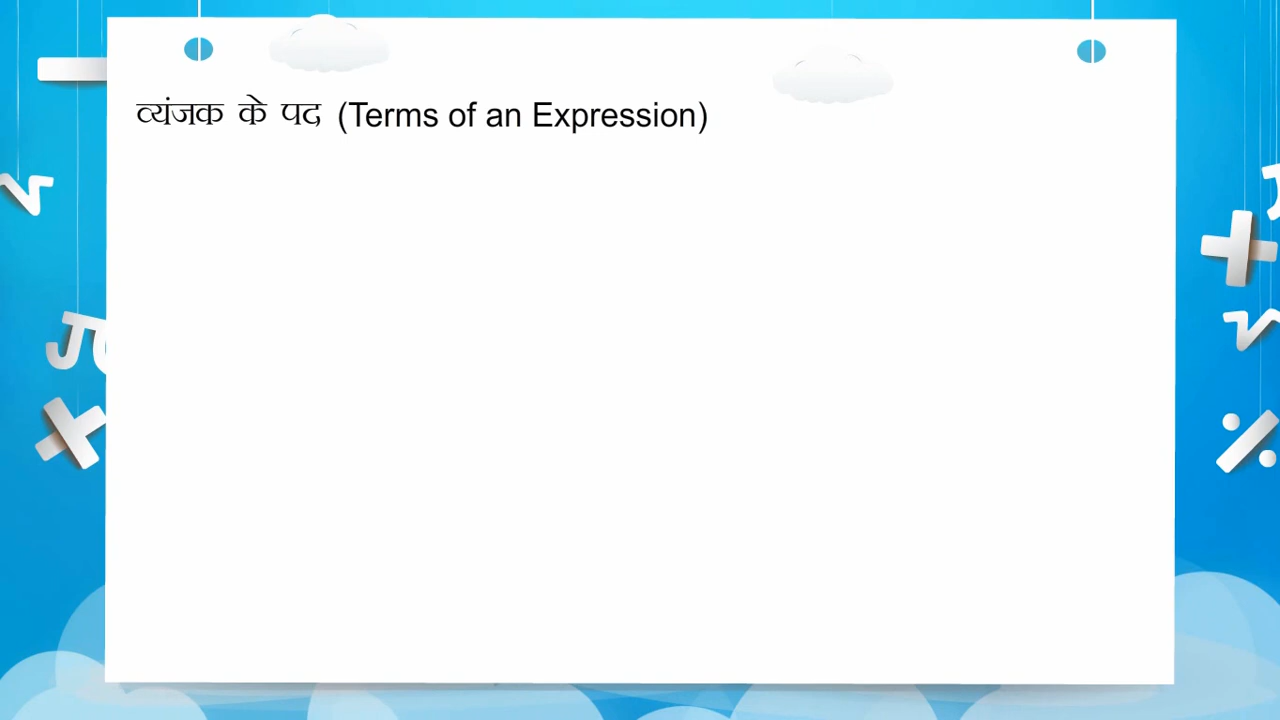 व्यंजक के पद (Terms of an Expression)